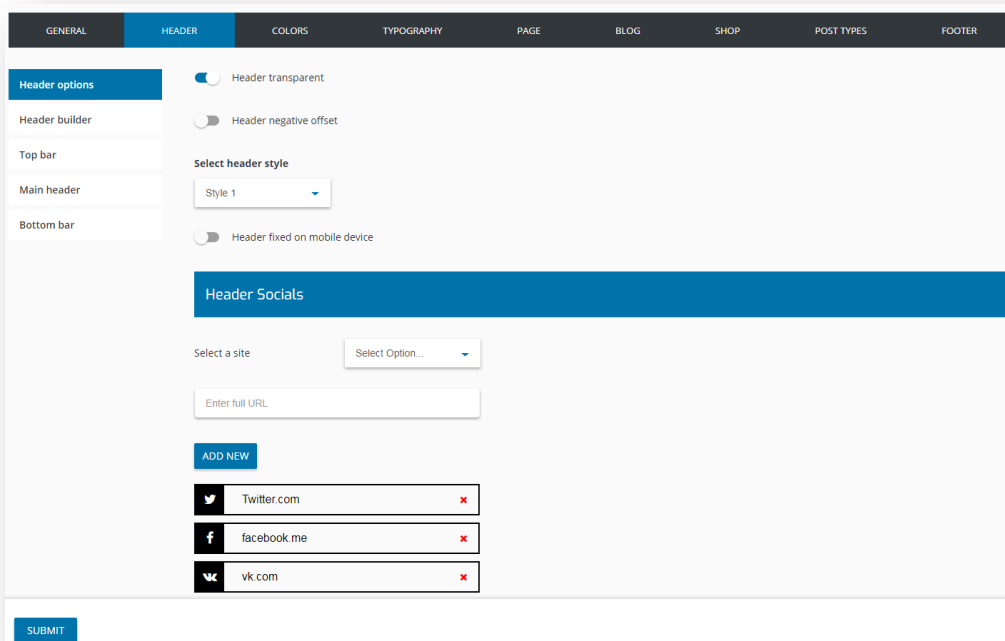 GENERAL HEADER COLORS TYPOGRAPHY PAGE BLOG SHOP POST TYPES FOOTER
Header options
Header builder
Top bar
Main header
Bottom bar
Header transparent
Header negative offset
Select header style
Style 1
Header fixed on mobile device
Header Socials
Select a site Select Option...
Enter full URL
ADD NEW
Twitter.com
facebook.me
vk.com
SUBMIT